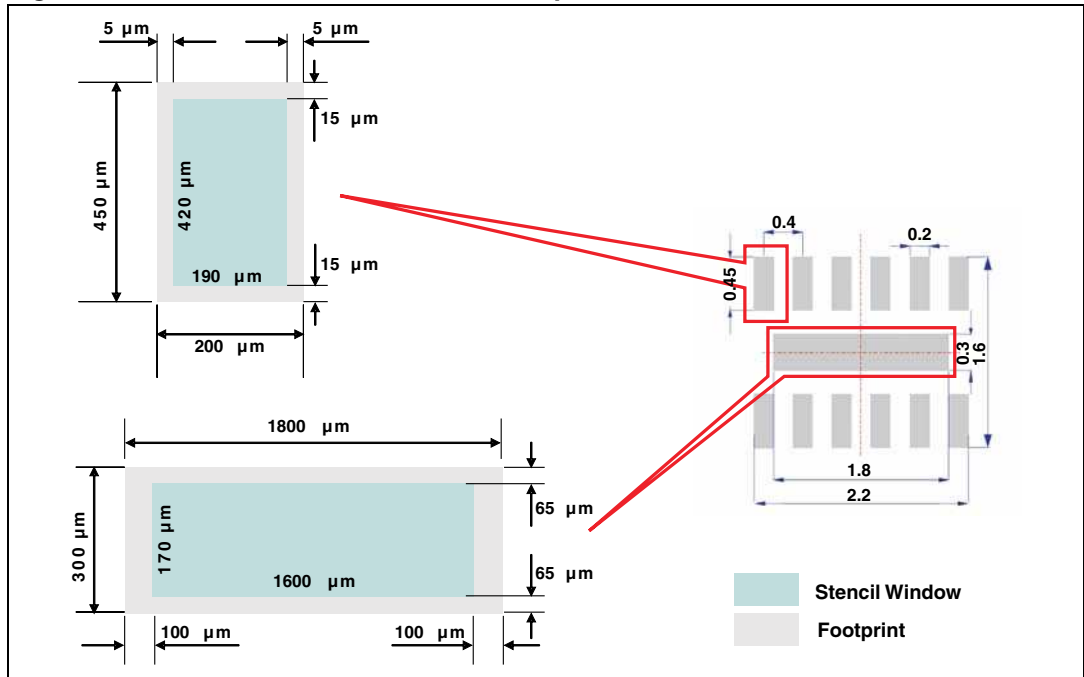 5 µm
5 µm
15 µm
450 µm
420 µm
190 µm
15 µm
200 µm
0.4
0.2
0.45
0.3
1.6
1.8
2.2
1800 µm
65 µm
300 µm
170 µm
1600 µm
65 µm
100 µm
100 µm
Stencil Window
Footprint